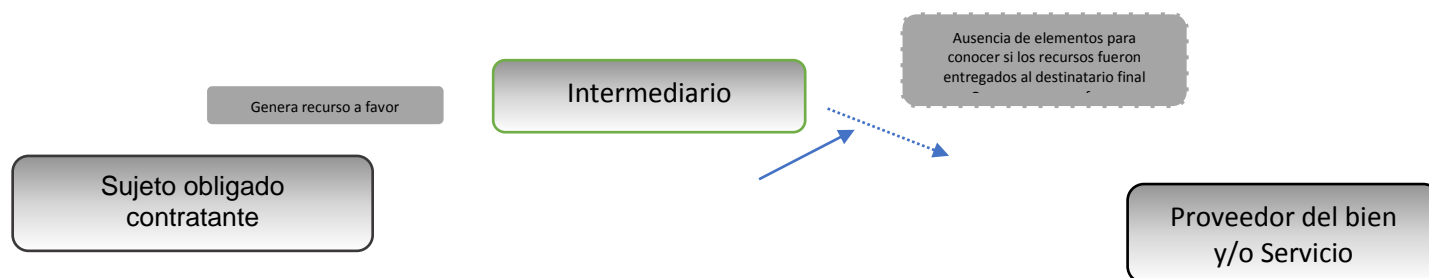 Ausencia de elementos para
conocer si los recursos fueron
entregados al destinatario final
Intermediario
Genera recurso a favor
Sujeto obligado
contratante
Proveedor del bien
y/o Servicio